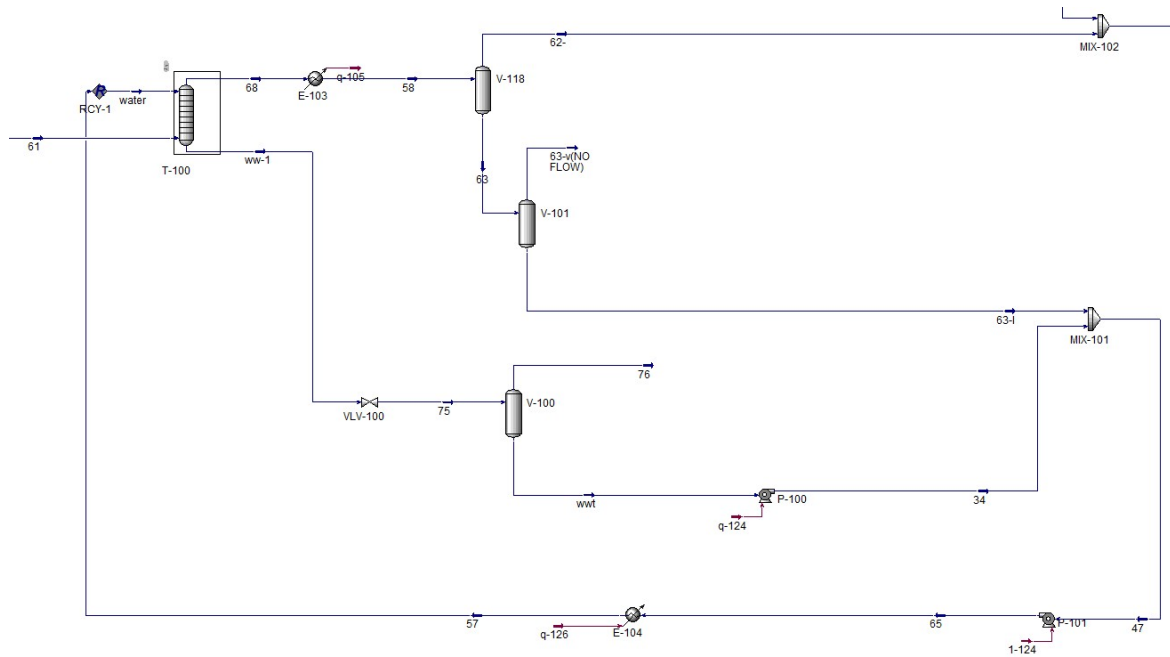 62-
MIX-102
V-118
68
q-105
58
E-103
RCY-1
water
61
T-100
ww-1
63
63-v(NO
FLOW)
V-101
63-l
MIX-101
76
V-100
VLV-100
75
wwt
P-100
34
q-124
57
q-126
E-104
65
P-101
47
1-124